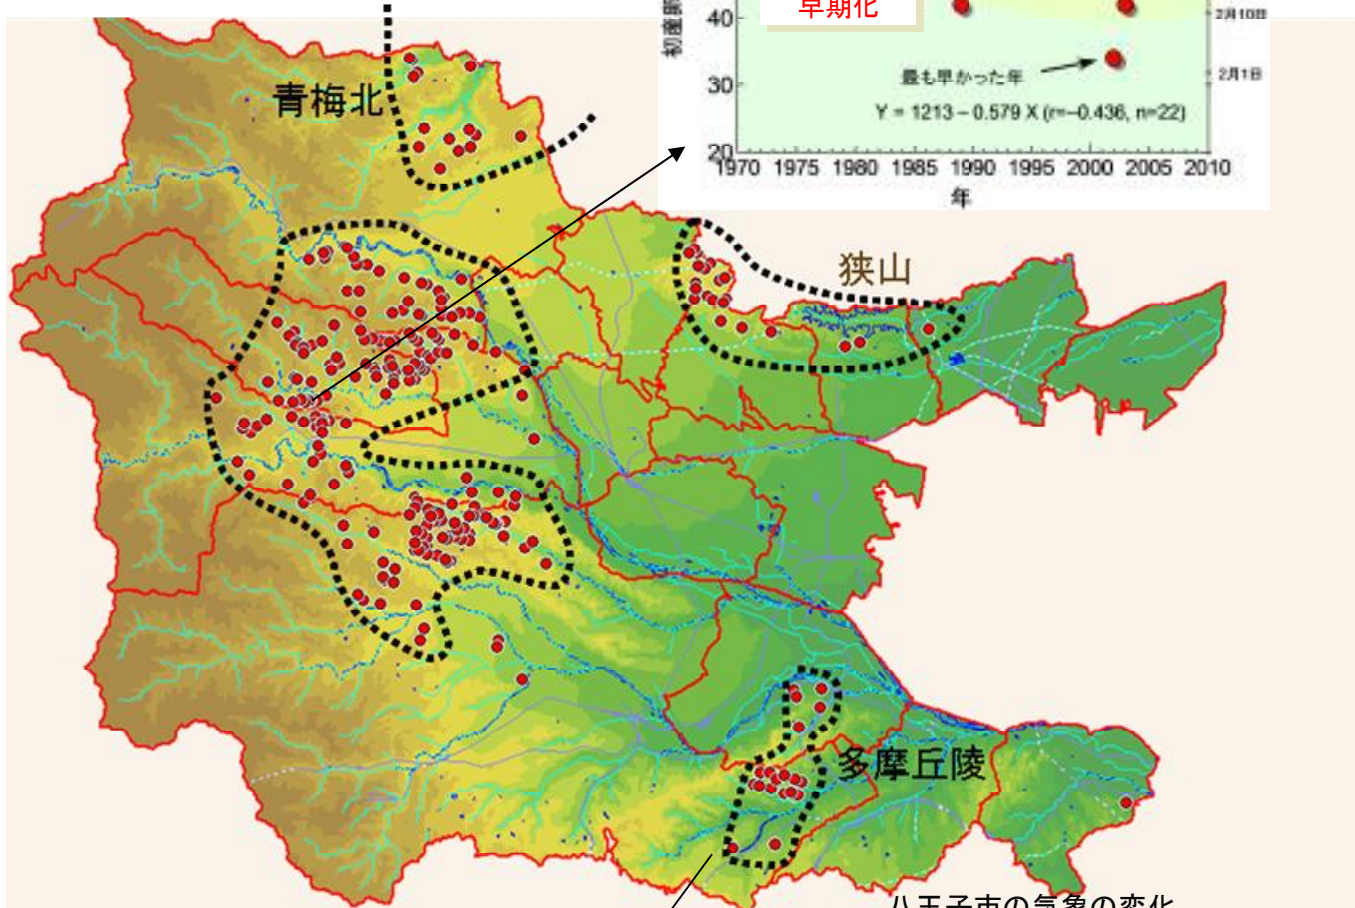 早期化
40
2月10日
最も早かった年
30
2月1日
Y = 1213 – 0.579 X (r=–0.436, n=22)
20
1970 1975 1980 1985 1990 1995 2000 2005 2010
年
青梅北
狭山
多摩丘陵
八王子市の気象の変化